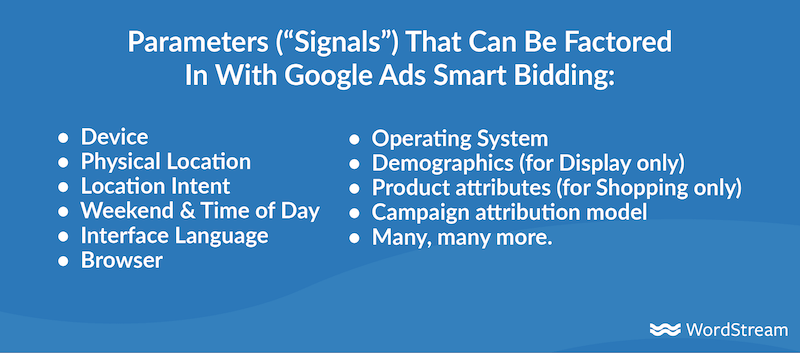 Parameters (“Signals”) That Can Be Factored
In With Google Ads Smart Bidding:
● Device
● Physical Location
● Location Intent
● Weekend & Time of Day
● Interface Language
● Browser
● Operating System
● Demographics (for Display only)
● Product attributes (for Shopping only)
● Campaign attribution model
● Many, many more.
WordStream